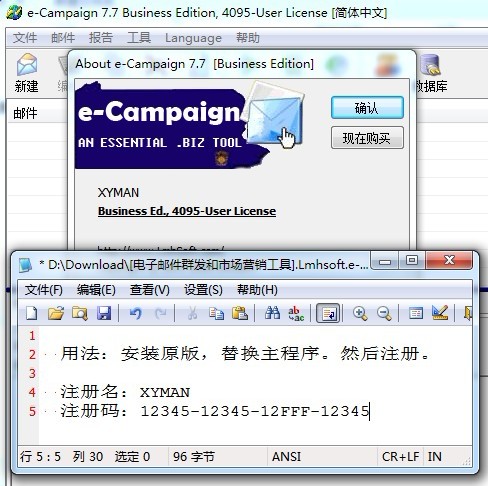 e-Campaign 7.7 Business Edition, 4095-User License [简体中文]
文件 邮件 报告 工具 Language 帮助
新建
数据库
About e-Campaign 7.7 [Business Edition]
e-Campaign
AN ESSENTIAL .BIZ TOOL
确认
现在购买
邮件
XYMAN
Business Ed., 4095-User License
* D:\Download\[电子邮件群发和市场营销工具].Lmhsoft.e-...
文件(F) 编辑(E) 查看(V) 设置(S) 帮助(H)
1
2 用法: 安装原版，替换主程序。然后注册。
3
4 注册名: XYMAN
5 注册码: 12345-12345-12FFF-12345
行 5 : 5 列 30 选定 0 96 字节 ANSI CR+LF IN